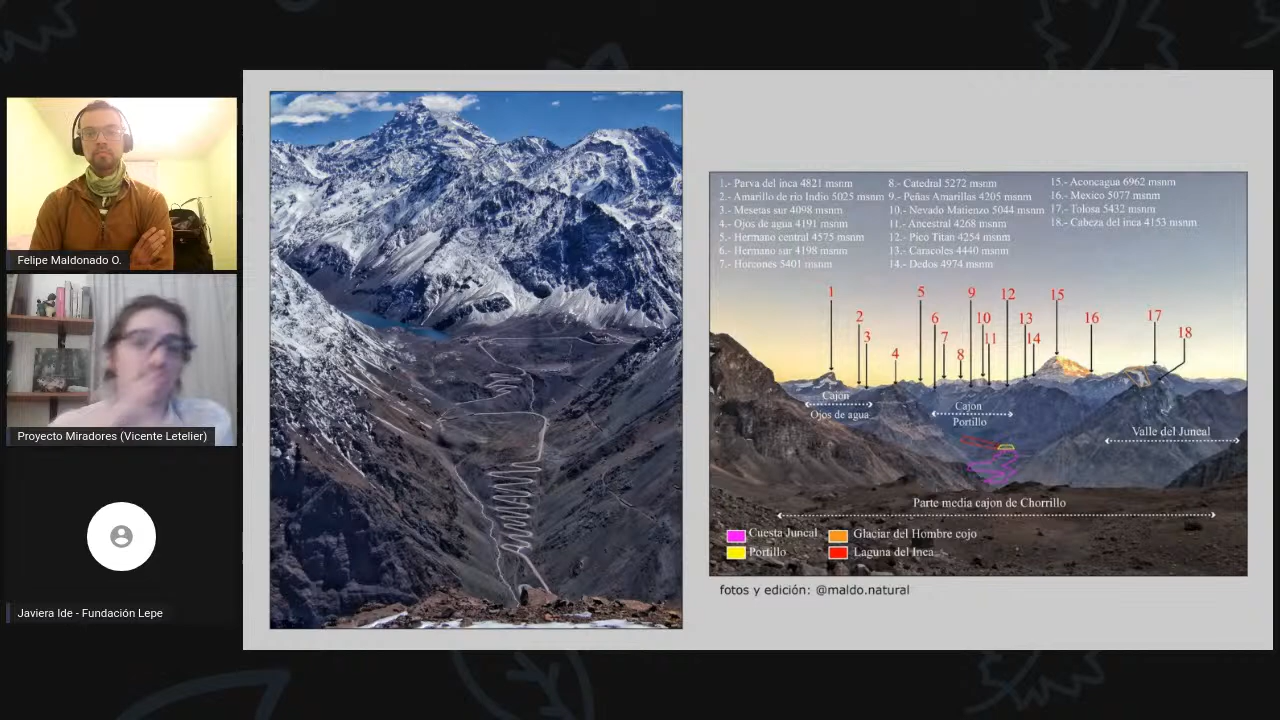 Felipe Maldonado O.
Proyecto Miradores (Vicente Letelier)
Javiera Ide - Fundación Lepe
1.- Parva del inca 4821 msnm
2.- Amarillo de rio Indio 5025 msnm
3.- Mesetas sur 4098 msnm
4.- Ojos de agua 4191 msnm
5.- Hermano central 4575 msnm
6.- Hermano sur 4198 msnm
7.- Horcones 5401 msnm
8.- Catedral 5272 msnm
9.- Peñas Amarillas 4205 msnm
10.- Nevado Matienzo 5044 msnm
11.- Ancestral 4268 msnm
12.- Pico Titan 4254 msnm
13.- Caracoles 4440 msnm
14.- Dedos 4974 msnm
15.- Aconcagua 6962 msnm
16.- Mexico 5077 msnm
17.- Tolosa 5432 msnm
18.- Cabeza del inca 4153 msnm
1
2
3
4
5
6
7
8
9
10
11
12
13
14
15
16
17
18
Cajon
Ojos de agua
Cajon
Portillo
Valle del Juncal
Parte media cajon de Chorrillo
Cuesta Juncal
Portillo
Glaciar del Hombre cojo
Laguna del Inca
fotos y edición: @maldo.natural